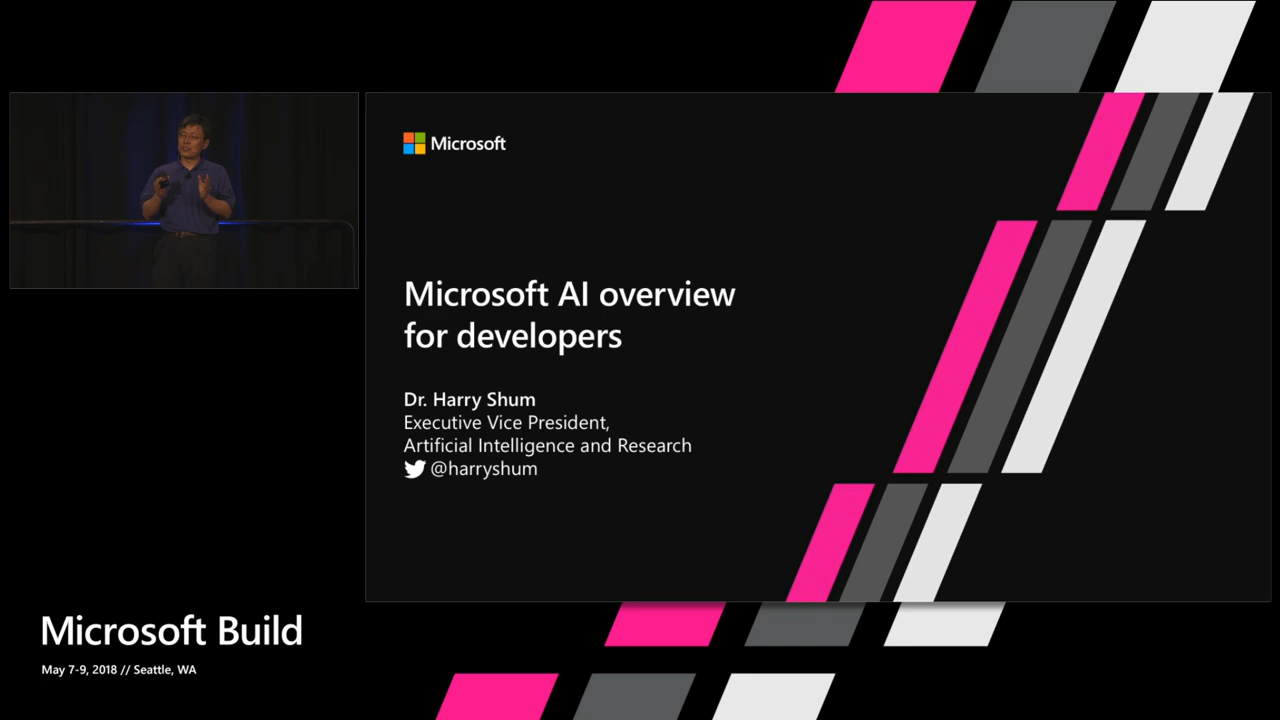 Microsoft
Microsoft AI overview
for developers
Dr. Harry Shum
Executive Vice President,
Artificial Intelligence and Research
@harryshum
Microsoft Build
May 7-9, 2018 // Seattle, WA